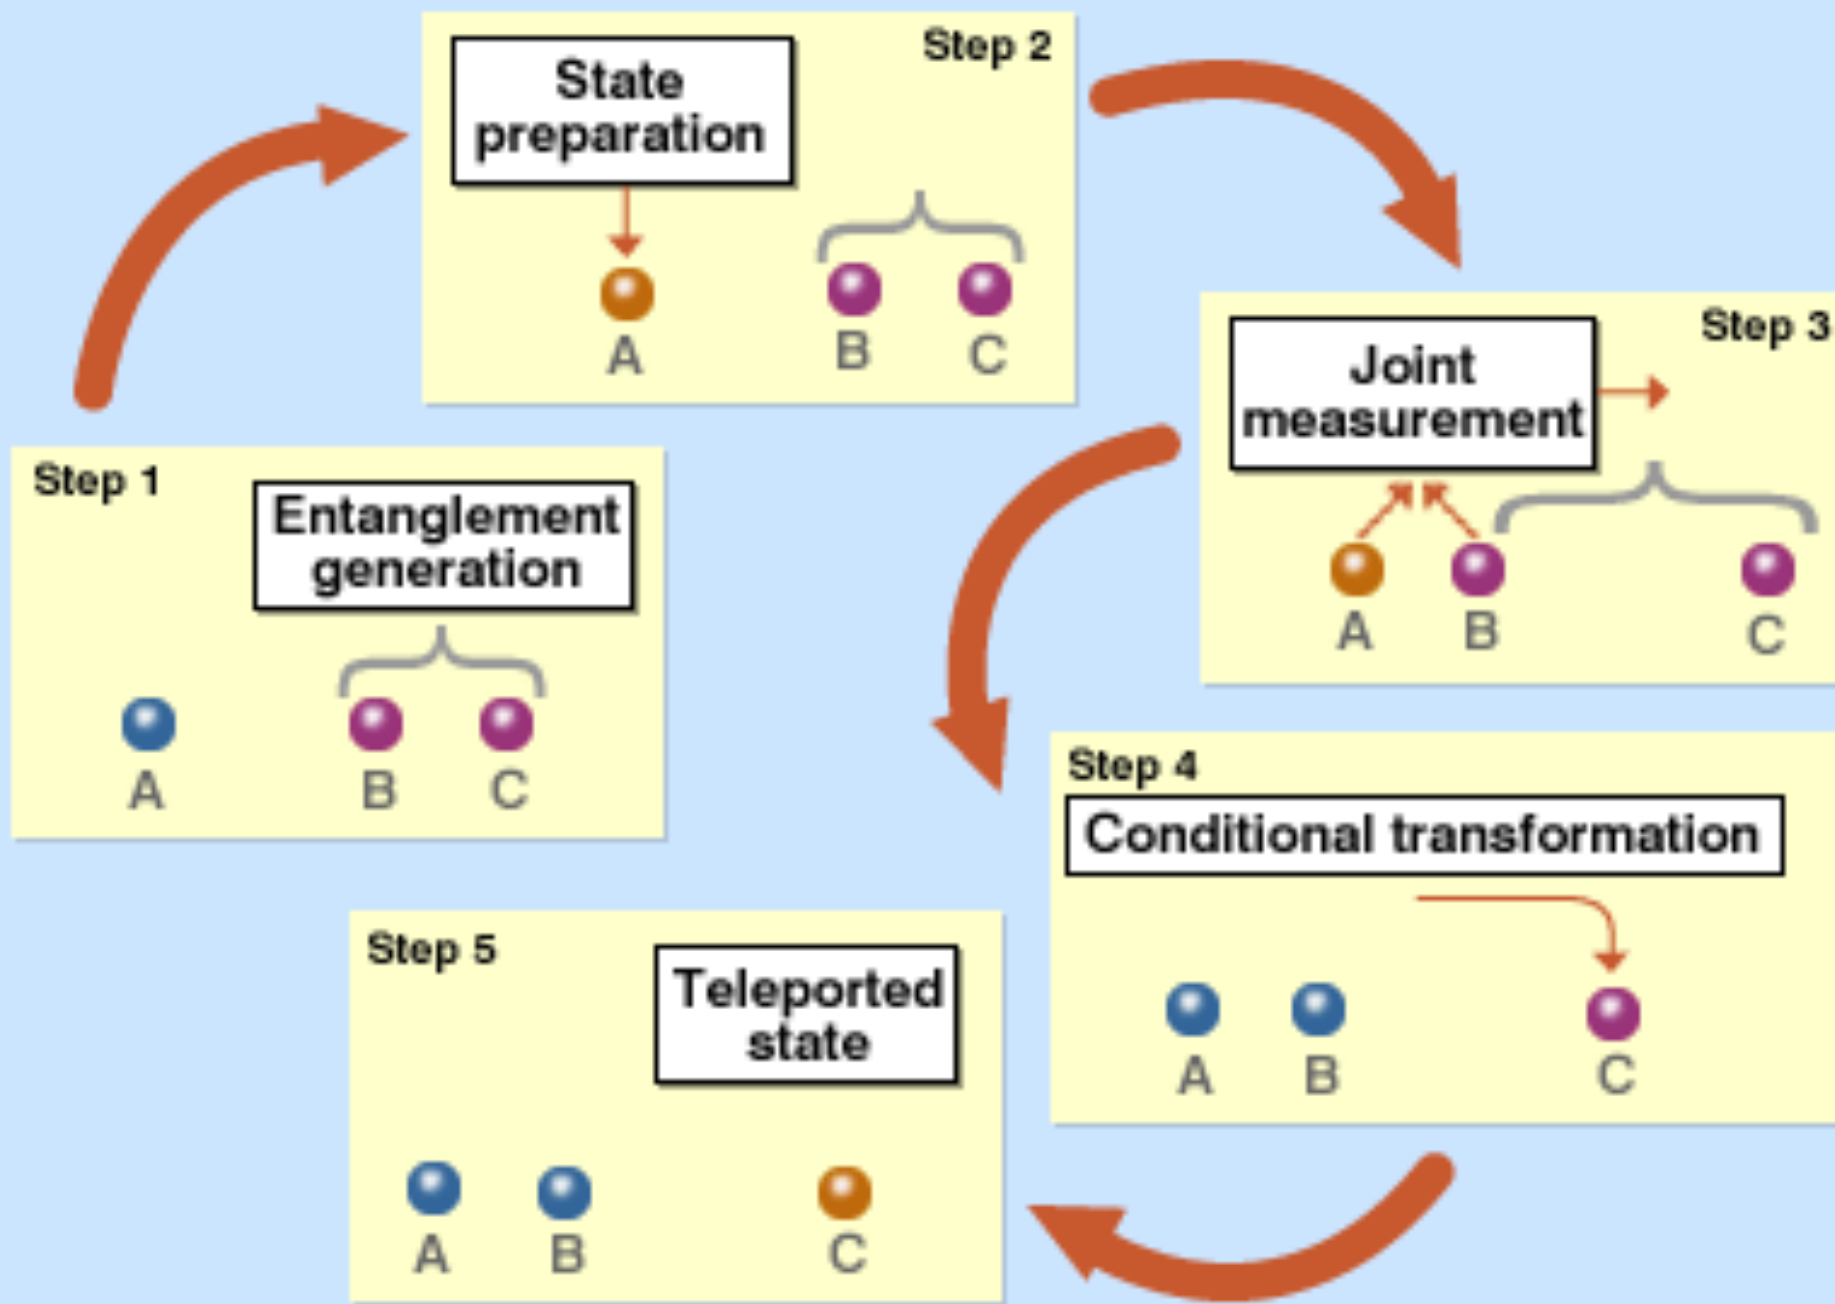 Step 1
Entanglement
generation
A B C
Step 2
State
preparation
A B C
Step 3
Joint
measurement
A B C
Step 4
Conditional transformation
A B C
Step 5
Teleported
state
A B C